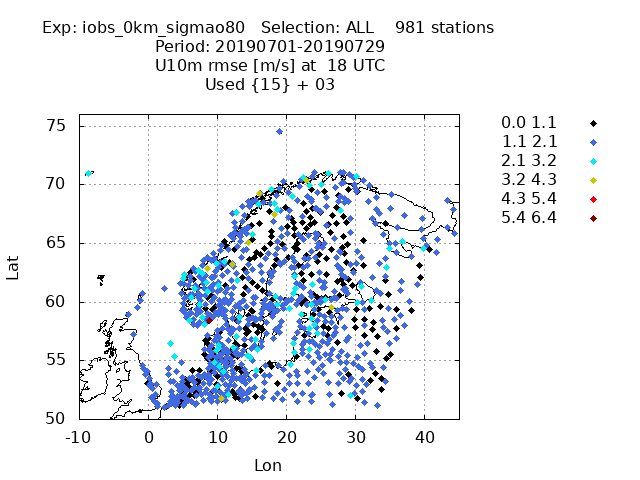 Exp: iobs_0km_sigmao80   Selection: ALL    981 stations
Period: 20190701-20190729
U10m rmse [m/s] at  18 UTC
Used {15} + 03
0.0 1.1
1.1 2.1
2.1 3.2
3.2 4.3
4.3 5.4
5.4 6.4
75
70
65
60
55
50
Lat
-10 0 10 20 30 40
Lon